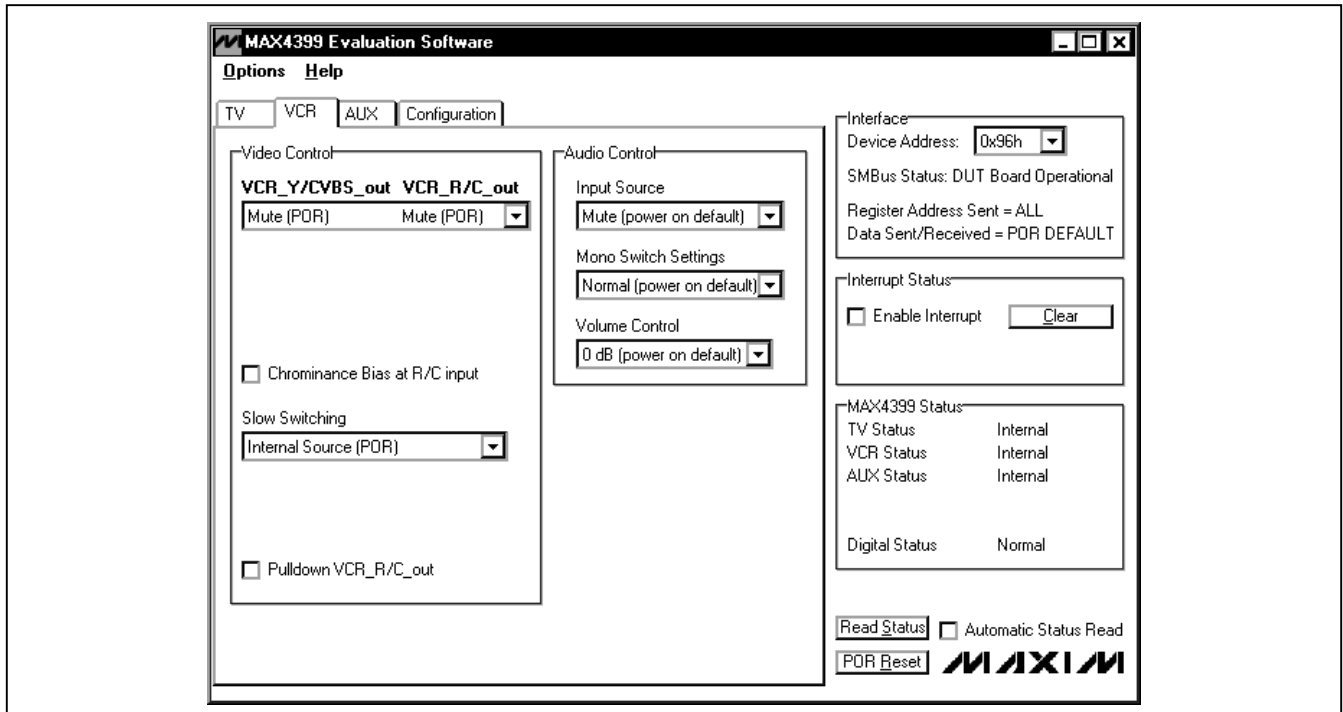 MAX4399 Evaluation Software
Options Help
TV VCR AUX Configuration
Video Control
VCR_Y/CVBS_out VCR_R/C_out
Mute (POR) Mute (POR)
Chrominance Bias at R/C input
Slow Switching
Internal Source (POR)
Pulldown VCR_R/C_out
Audio Control
Input Source
Mute (power on default)
Mono Switch Settings
Normal (power on default)
Volume Control
0 dB (power on default)
Interface
Device Address: 0x96h
SMBus Status: DUT Board Operational
Register Address Sent = ALL
Data Sent/Received = POR DEFAULT
Interrupt Status
Enable Interrupt Clear
MAX4399 Status
TV Status Internal
VCR Status Internal
AUX Status Internal
Digital Status Normal
Read Status Automatic Status Read
POR Reset MAXIM